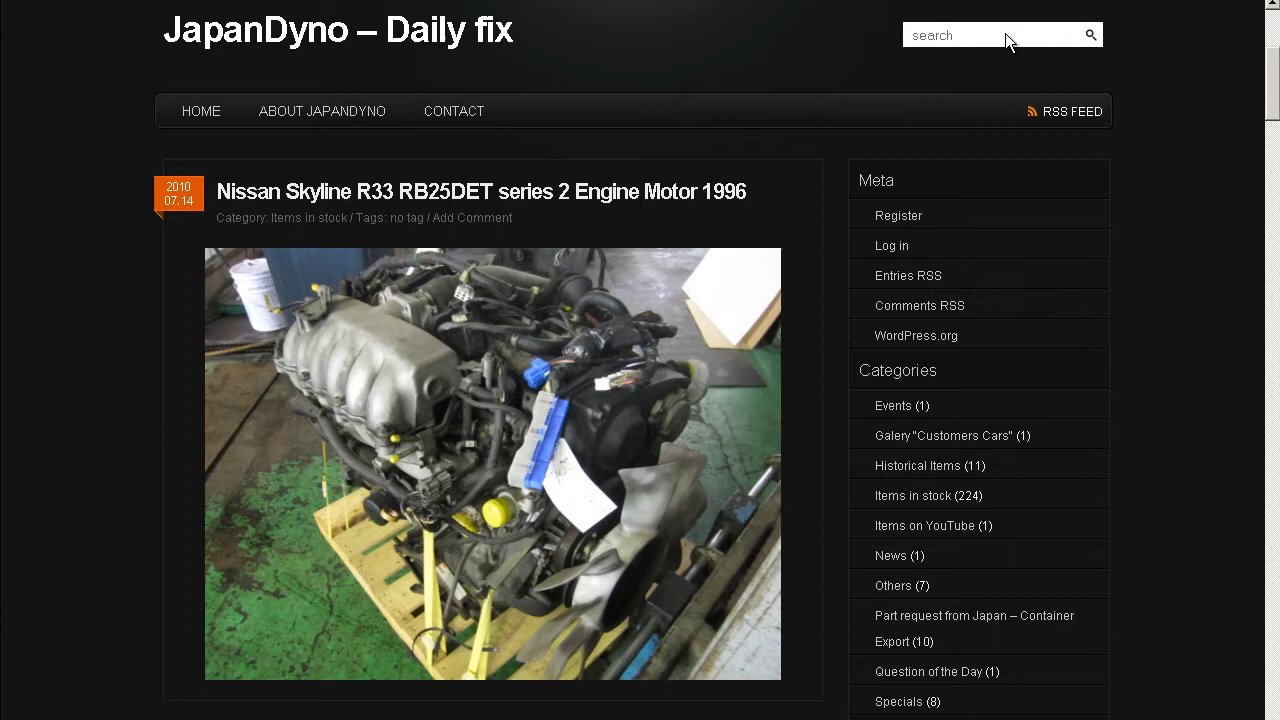 JapanDyno – Daily fix
search
HOME
ABOUT JAPANDYNO
CONTACT
RSS FEED
2010
07.14
Nissan Skyline R33 RB25DET series 2 Engine Motor 1996
Category: Items in stock / Tags: no tag / Add Comment
Meta
Register
Log in
Entries RSS
Comments RSS
WordPress.org
Categories
Events (1)
Galery "Customers Cars" (1)
Historical Items (11)
Items in stock (224)
Items on YouTube (1)
News (1)
Others (7)
Part request from Japan – Container
Export (10)
Question of the Day (1)
Specials (8)